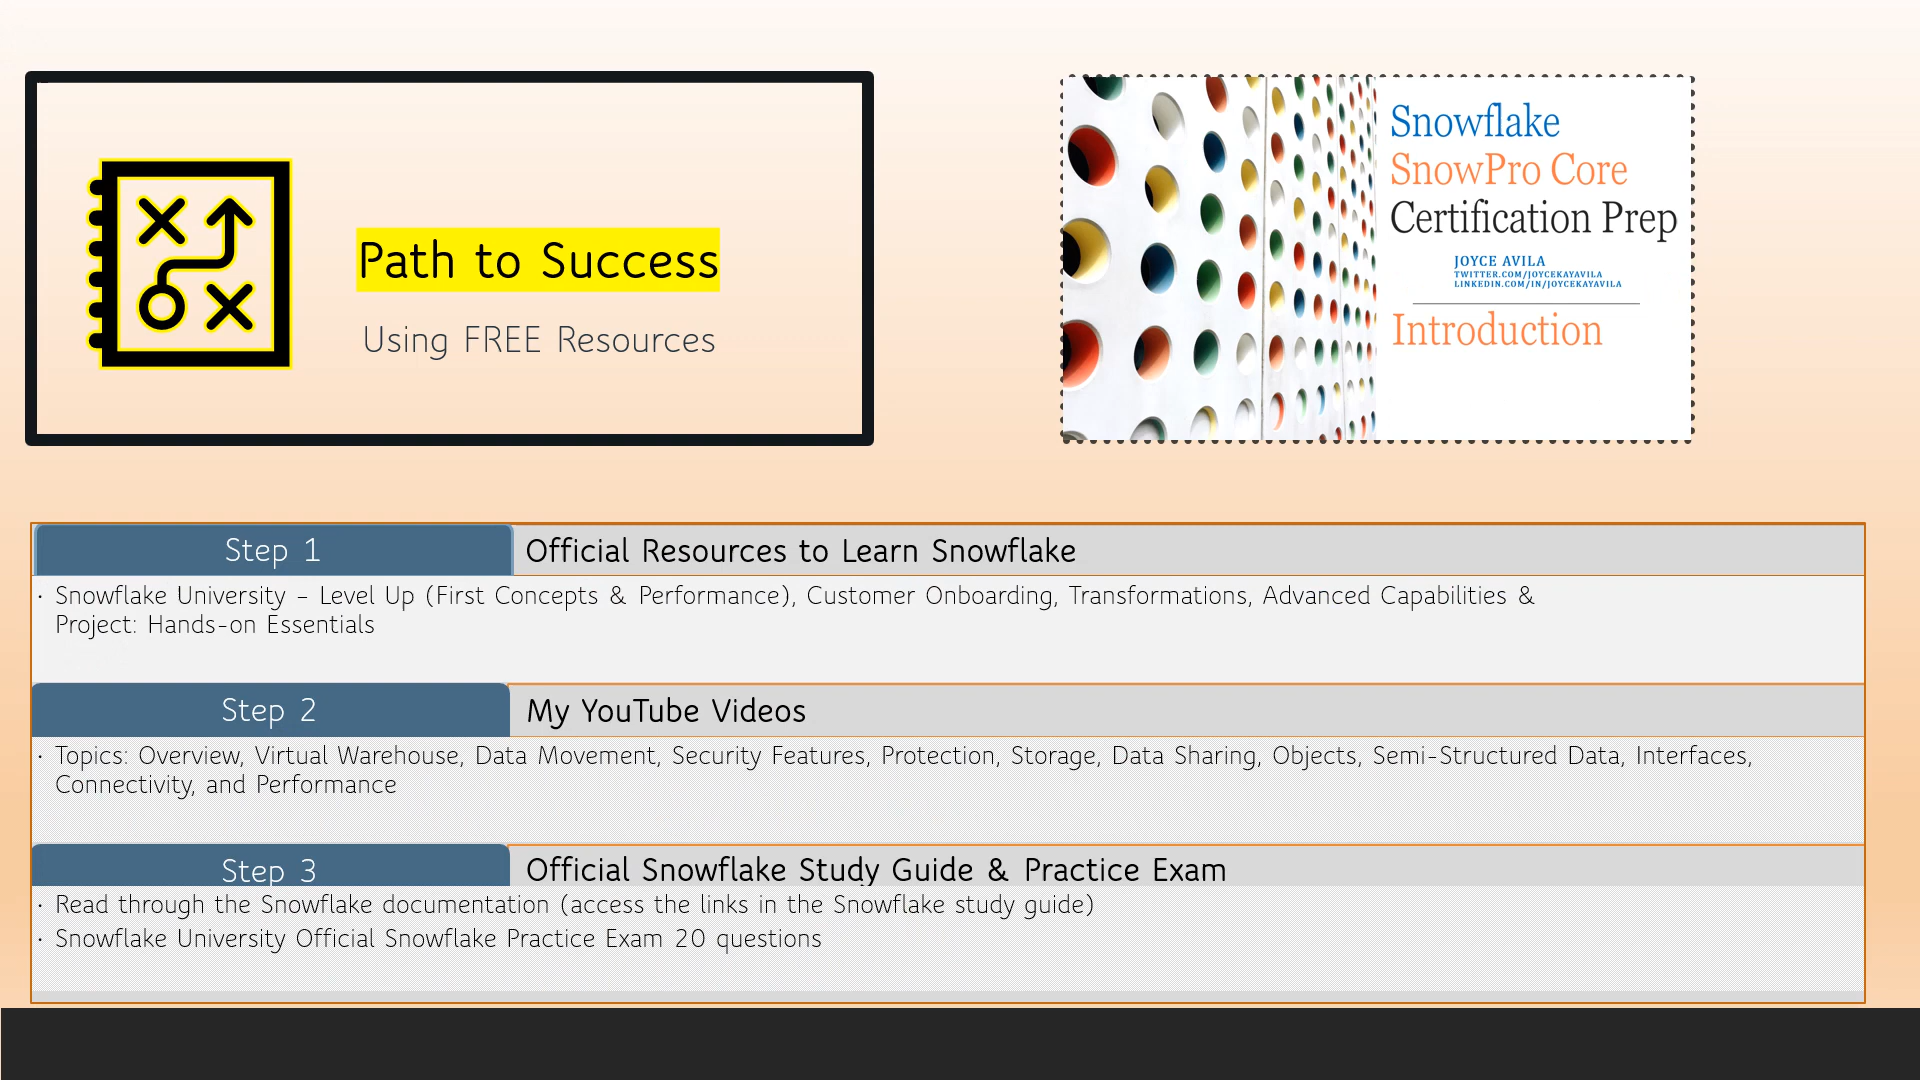 Path to Success
Using FREE Resources
Snowflake
SnowPro Core
Certification Prep
JOYCE AVILA
TWITTER.COM/JOYCEKAYAVILA
LINKEDIN.COM/IN/JOYCEKAYAVILA
Introduction
Step 1
Official Resources to Learn Snowflake
· Snowflake University – Level Up (First Concepts & Performance), Customer Onboarding, Transformations, Advanced Capabilities &
Project: Hands-on Essentials
Step 2
My YouTube Videos
· Topics: Overview, Virtual Warehouse, Data Movement, Security Features, Protection, Storage, Data Sharing, Objects, Semi-Structured Data, Interfaces,
Connectivity, and Performance
Step 3
Official Snowflake Study Guide & Practice Exam
· Read through the Snowflake documentation (access the links in the Snowflake study guide)
· Snowflake University Official Snowflake Practice Exam 20 questions